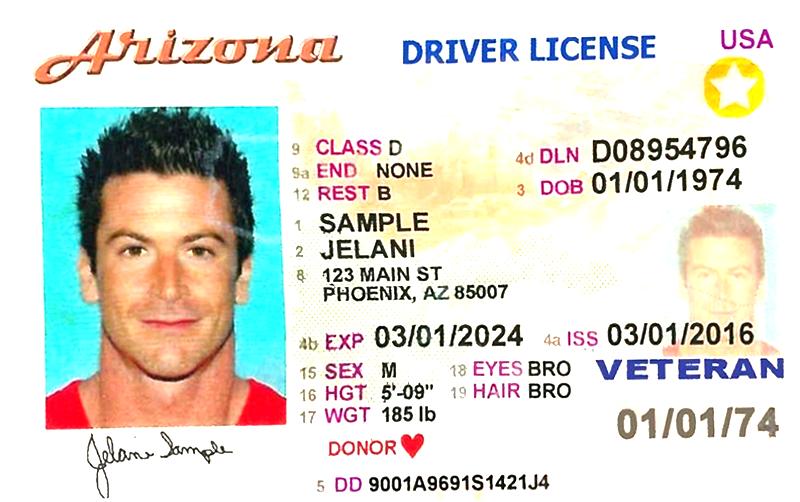 Arizona DRIVER LICENSE USA
9 CLASS D
9a END NONE
12 REST B
4d DLN D08954796
3 DOB 01/01/1974
1 SAMPLE
2 JELANI
8 123 MAIN ST
PHOENIX, AZ 85007
4b EXP 03/01/2024 4a ISS 03/01/2016
15 SEX M 18 EYES BRO
16 HGT 5'-09" 19 HAIR BRO
17 WGT 185 lb
VETERAN
01/01/74
DONOR
Jelani Sample
5 DD 9001A9691S1421J4